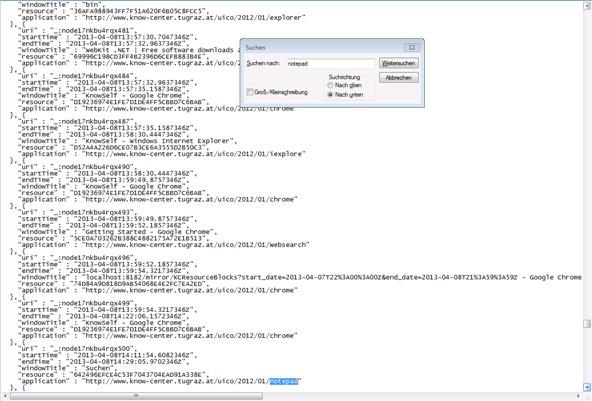 "windowTitle" : "bin",
"resource" : "36AFA988943FF7F51A620F6B05C8FCC5",
"application" : "http://www.know-center.tugraz.at/uico/2012/01/explorer"
}, {
"uri" : "_:node17nkbu4rqx481",
"startTime" : "2013-04-08T13:57:30.7047346Z",
"endTime" : "2013-04-08T13:57:32.9637346Z",
"windowTitle" : "WebKit .NET | Free software downloads a
"resource" : "69996C198CD3FF4B2396D6CEFB883B4E",
"application" : "http://www.know-center.tugraz.at/uico/2012/01/
}, {
"uri" : "_:node17nkbu4rqx484",
"startTime" : "2013-04-08T13:57:32.9637346Z",
"endTime" : "2013-04-08T13:57:35.1587346Z",
"windowTitle" : "KnowSelf - Google Chrome",
"resource" : "D19236974E1FE7D1DE4FF5CBBD7C6BAB",
"application" : "http://www.know-center.tugraz.at/uico/2012/01/chrome"
}, {
"uri" : "_:node17nkbu4rqx487",
"startTime" : "2013-04-08T13:57:35.1587346Z",
"endTime" : "2013-04-08T13:58:30.4447346Z",
"windowTitle" : "KnowSelf - Windows Internet Explorer",
"resource" : "D52A4A226D6CE07B3CE6A3555D2B50C3",
"application" : "http://www.know-center.tugraz.at/uico/2012/01/iexplore"
}, {
"uri" : "_:node17nkbu4rqx490",
"startTime" : "2013-04-08T13:58:30.4447346Z",
"endTime" : "2013-04-08T13:59:49.8757346Z",
"windowTitle" : "KnowSelf - Google Chrome",
"resource" : "D19236974E1FE7D1DE4FF5CBBD7C6BAB",
"application" : "http://www.know-center.tugraz.at/uico/2012/01/chrome"
}, {
"uri" : "_:node17nkbu4rqx493",
"startTime" : "2013-04-08T13:59:49.8757346Z",
"endTime" : "2013-04-08T13:59:52.1857346Z",
"windowTitle" : "Getting Started - Google Chrome",
"resource" : "5CE0A703262B388C4882175A72E1B513",
"application" : "http://www.know-center.tugraz.at/uico/2012/01/websearch"
}, {
"uri" : "_:node17nkbu4rqx496",
"startTime" : "2013-04-08T13:59:52.1857346Z",
"endTime" : "2013-04-08T13:59:54.3217346Z",
"windowTitle" : "localhost:8182/mirror/KCResourceBlocks?start_date=2013-04-07T22%3A00%3A00Z&end_date=2013-04-08T21%3A59%3A59Z - Google Chrome
"resource" : "74D84A9D818D9AB54068E4E2FC7EA2ED",
"application" : "http://www.know-center.tugraz.at/uico/2012/01/chrome"
}, {
"uri" : "_:node17nkbu4rqx499",
"startTime" : "2013-04-08T13:59:54.3217346Z",
"endTime" : "2013-04-08T14:22:06.1572346Z",
"windowTitle" : "KnowSelf - Google Chrome",
"resource" : "D19236974E1FE7D1DE4FF5CBBD7C6BAB",
"application" : "http://www.know-center.tugraz.at/uico/2012/01/chrome"
}, {
"uri" : "_:node17nkbu4rqx500",
"startTime" : "2013-04-08T14:11:54.6082346Z",
"endTime" : "2013-04-08T14:29:05.9702346Z",
"windowTitle" : "Suchen",
"resource" : "642496EFCE4C53F7043704EAD91A338E",
"application" : "http://www.know-center.tugraz.at/uico/2012/01/notepad"
}, {
Suchen
Suchen nach: notepad
Weitersuchen
Suchrichtung
Abbrechen
Groß-/Kleinschreibung
Nach oben
Nach unten